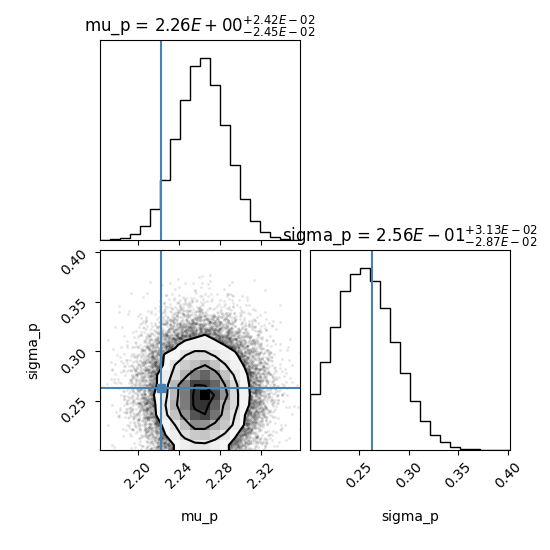 mu_p = 2.26E + 00+2.42E − 02 −2.45E − 02
sigma_p = 2.56E − 01+3.13E − 02 −2.87E − 02
0.40
0.35
0.30
0.25
sigma_p
2.20 2.24 2.28 2.32
mu_p
0.25 0.30 0.35 0.40
sigma_p